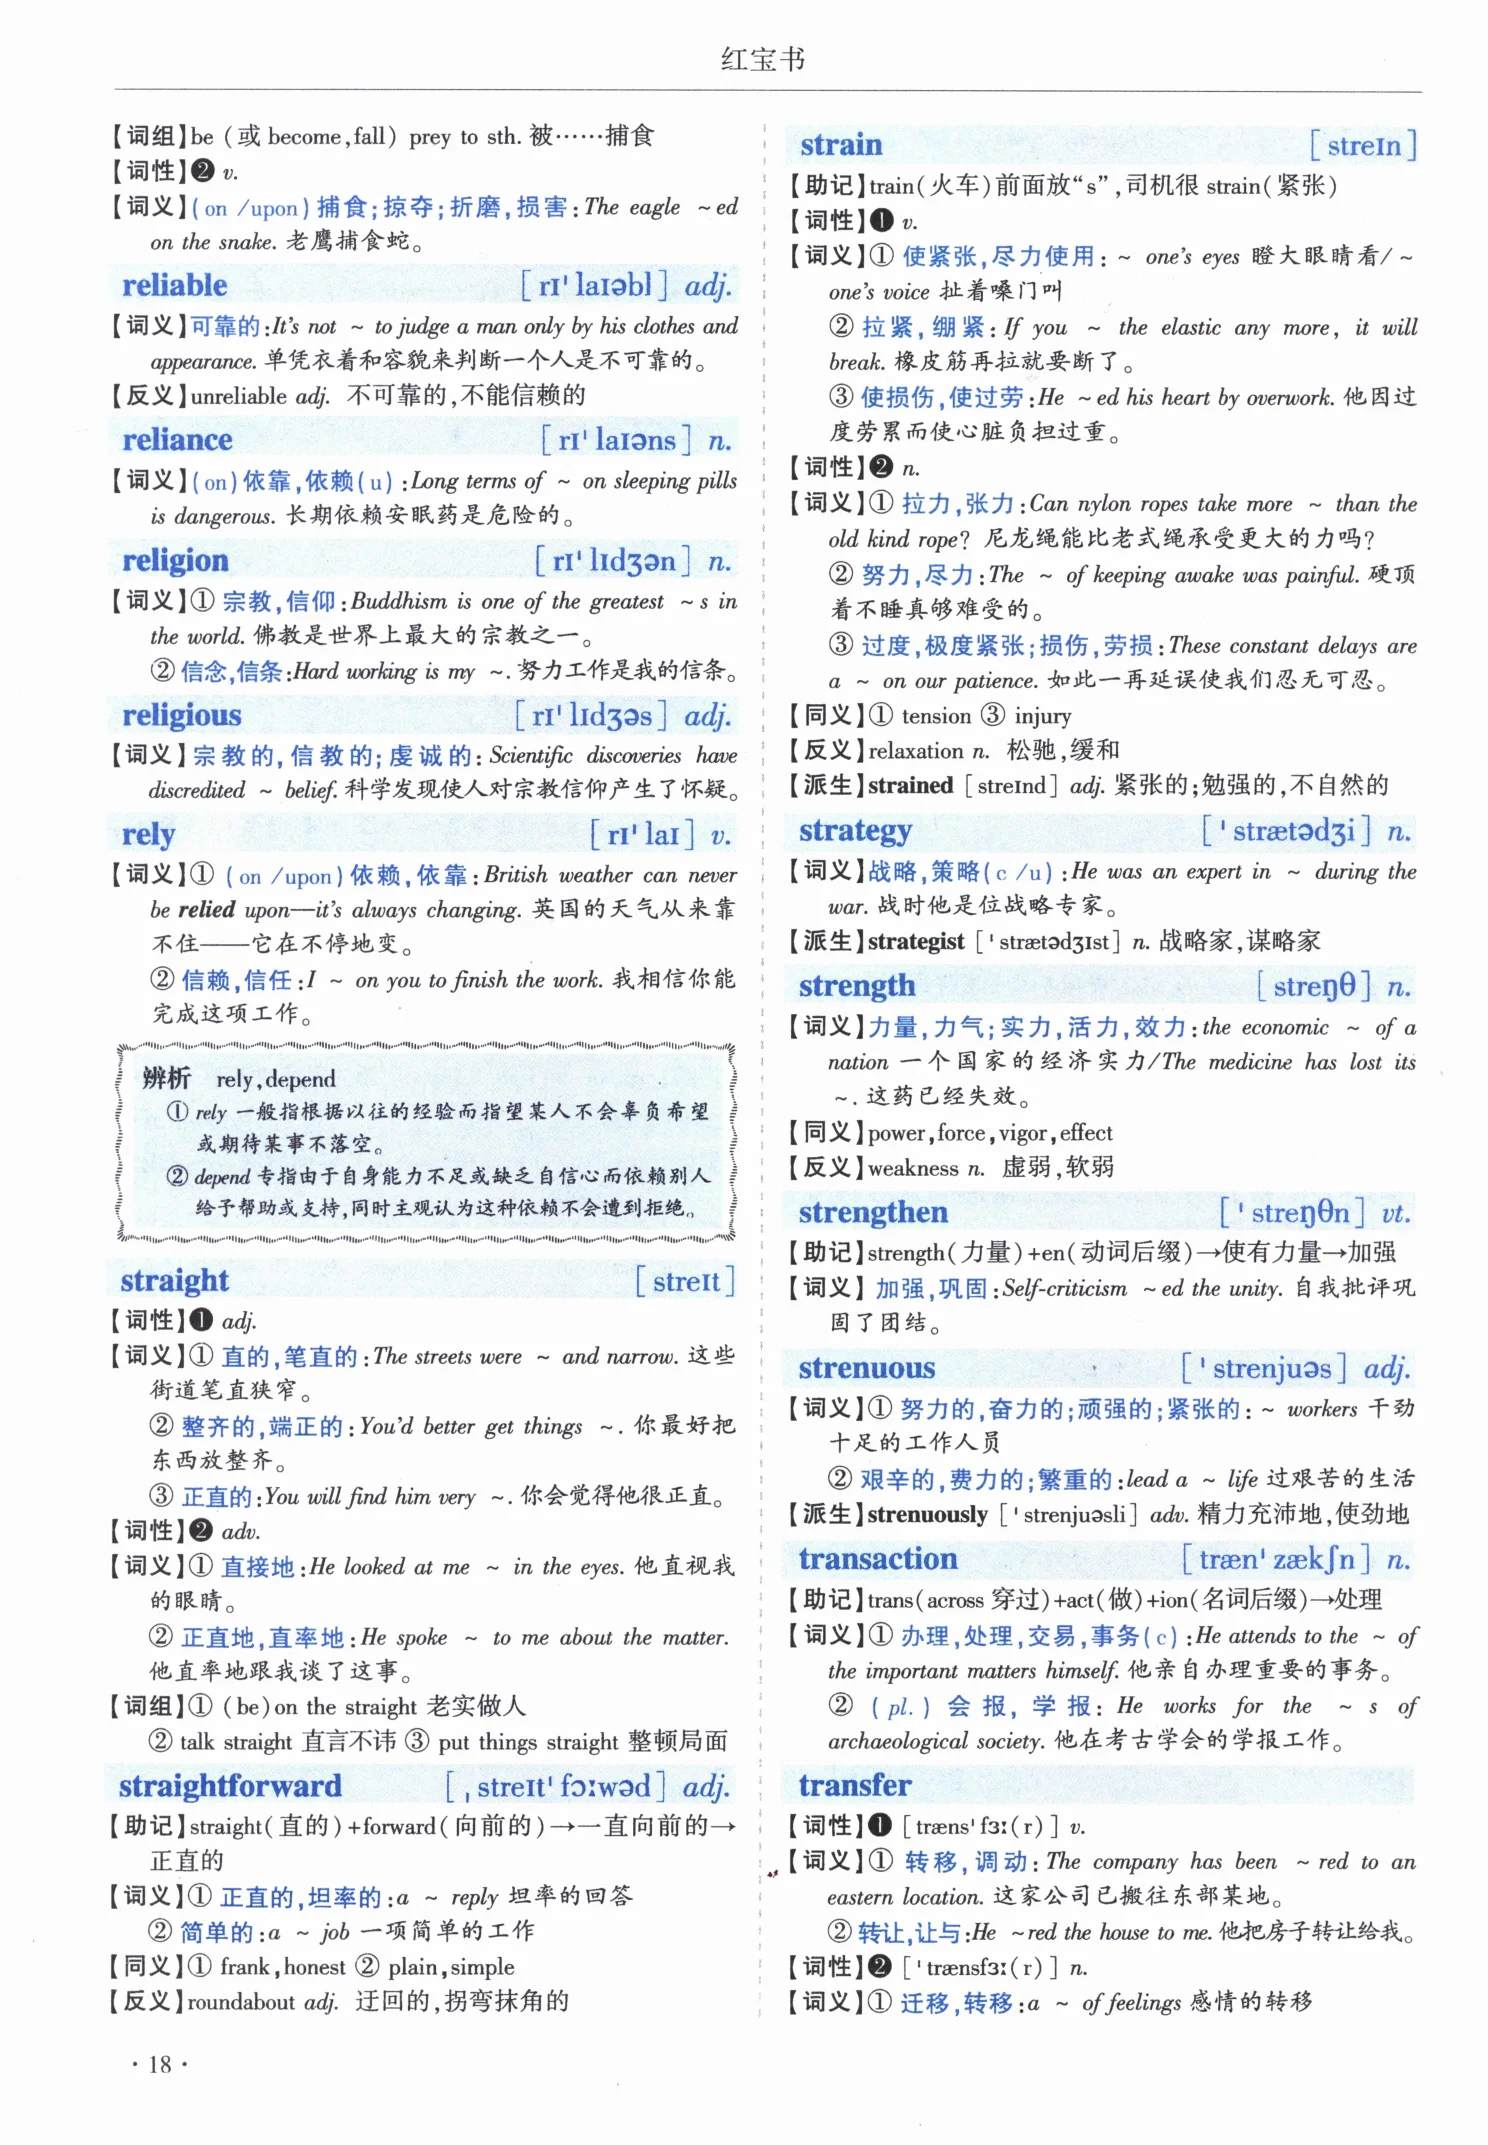 红宝书
【词组】be (或 become,fall) prey to sth. 被……捕食
【词性】❷ v.
【词义】(on /upon)捕食;掠夺;折磨,损害:The eagle ~ed
on the snake. 老鹰捕食蛇。
reliable [rɪˈlaɪəbl] adj.
【词义】可靠的:It's not ~ to judge a man only by his clothes and
appearance. 单凭衣着和容貌来判断一个人是不可靠的。
【反义】unreliable adj. 不可靠的,不能信赖的
reliance [rɪˈlaɪəns] n.
【词义】(on)依靠,依赖(u):Long terms of ~ on sleeping pills
is dangerous. 长期依赖安眠药是危险的。
religion [rɪˈlɪdʒən] n.
【词义】① 宗教,信仰:Buddhism is one of the greatest ~s in
the world. 佛教是世界上最大的宗教之一。
② 信念,信条:Hard working is my ~. 努力工作是我的信条。
religious [rɪˈlɪdʒəs] adj.
【词义】宗教的,信教的;虔诚的:Scientific discoveries have
discredited ~ belief. 科学发现使人对宗教信仰产生了怀疑。
rely [rɪˈlaɪ] v.
【词义】① (on /upon)依赖,依靠:British weather can never
be relied upon—it's always changing. 英国的天气从来靠
不住——它在不停地变。
② 信赖,信任:I ~ on you to finish the work. 我相信你能
完成这项工作。
辨析 rely,depend
① rely 一般指根据以往的经验而指望某人不会辜负希望
或期待某事不落空。
② depend 专指由于自身能力不足或缺乏自信心而依赖别人
给予帮助或支持,同时主观认为这种依赖不会遭到拒绝。
straight [streɪt]
【词性】❶ adj.
【词义】① 直的,笔直的:The streets were ~ and narrow. 这些
街道笔直狭窄。
② 整齐的,端正的:You'd better get things ~. 你最好把
东西放整齐。
③ 正直的:You will find him very ~. 你会觉得他很正直。
【词性】❷ adv.
【词义】① 直接地:He looked at me ~ in the eyes. 他直视我
的眼睛。
② 正直地,直率地:He spoke ~ to me about the matter.
他直率地跟我谈了这事。
【词组】① (be)on the straight 老实做人
② talk straight 直言不讳 ③ put things straight 整顿局面
straightforward [ˌstreɪtˈfɔːwəd] adj.
【助记】straight(直的)+forward(向前的)→一直向前的→
正直的
【词义】① 正直的,坦率的:a ~ reply 坦率的回答
② 简单的:a ~ job 一项简单的工作
【同义】① frank,honest ② plain,simple
【反义】roundabout adj. 迂回的,拐弯抹角的
· 18 ·
strain [streɪn]
【助记】train(火车)前面放“s”,司机很 strain(紧张)
【词性】❶ v.
【词义】① 使紧张,尽力使用: ~ one's eyes 瞪大眼睛看/ ~
one's voice 扯着嗓门叫
② 拉紧,绷紧:If you ~ the elastic any more, it will
break. 橡皮筋再拉就要断了。
③ 使损伤,使过劳:He ~ed his heart by overwork. 他因过
度劳累而使心脏负担过重。
【词性】❷ n.
【词义】① 拉力,张力:Can nylon ropes take more ~ than the
old kind rope? 尼龙绳能比老式绳承受更大的力吗?
② 努力,尽力:The ~ of keeping awake was painful. 硬顶
着不睡真够难受的。
③ 过度,极度紧张;损伤,劳损:These constant delays are
a ~ on our patience. 如此一再延误使我们忍无可忍。
【同义】① tension ③ injury
【反义】relaxation n. 松驰,缓和
【派生】strained [streɪnd] adj. 紧张的;勉强的,不自然的
strategy [ˈstrætədʒi] n.
【词义】战略,策略(c /u):He was an expert in ~ during the
war. 战时他是位战略专家。
【派生】strategist [ˈstrætədʒɪst] n. 战略家,谋略家
strength [streŋθ] n.
【词义】力量,力气;实力,活力,效力:the economic ~ of a
nation 一个国家的经济实力/The medicine has lost its
~. 这药已经失效。
【同义】power,force,vigor,effect
【反义】weakness n. 虚弱,软弱
strengthen [ˈstreŋθn] vt.
【助记】strength(力量)+en(动词后缀)→使有力量→加强
【词义】 加强,巩固:Self-criticism ~ed the unity. 自我批评巩
固了团结。
strenuous [ˈstrenjuəs] adj.
【词义】① 努力的,奋力的;顽强的;紧张的: ~ workers 干劲
十足的工作人员
② 艰辛的,费力的;繁重的:lead a ~ life 过艰苦的生活
【派生】strenuously [ˈstrenjuəsli] adv. 精力充沛地,使劲地
transaction [trænˈzækʃn] n.
【助记】trans(across 穿过)+act(做)+ion(名词后缀)→处理
【词义】① 办理,处理,交易,事务(c):He attends to the ~ of
the important matters himself. 他亲自办理重要的事务。
② (pl.)会报,学报: He works for the ~s of
archaeological society. 他在考古学会的学报工作。
transfer
【词性】❶ [trænsˈfɜː(r)] v.
【词义】① 转移,调动:The company has been ~red to an
eastern location. 这家公司已搬往东部某地。
② 转让,让与:He ~red the house to me. 他把房子转让给我。
【词性】❷ [ˈtrænsfɜː(r)] n.
【词义】① 迁移,转移:a ~ of feelings 感情的转移